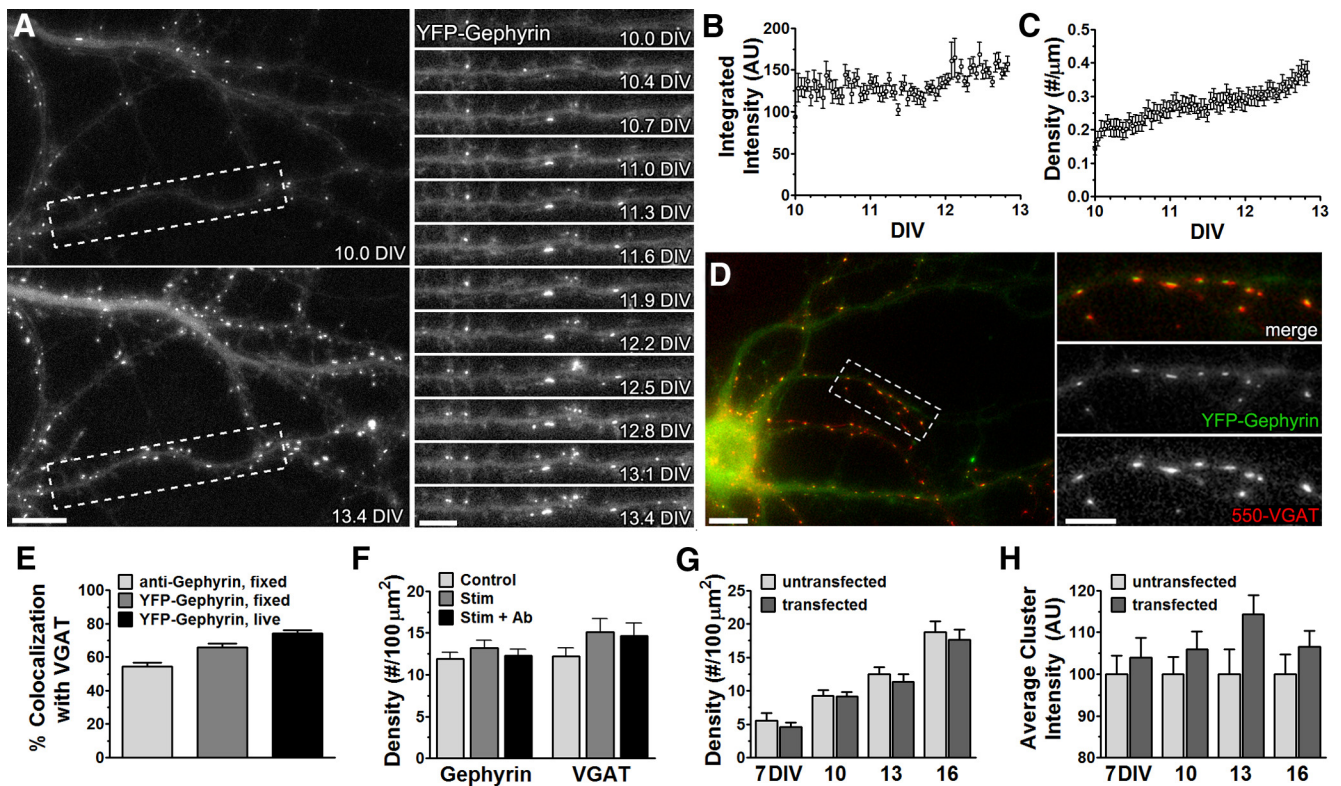 A
10.0 DIV
13.4 DIV
YFP-Gephyrin
10.0 DIV
10.4 DIV
10.7 DIV
11.0 DIV
11.3 DIV
11.6 DIV
11.9 DIV
12.2 DIV
12.5 DIV
12.8 DIV
13.1 DIV
13.4 DIV
B
Integrated
Intensity (AU)
200
150
100
50
0
10 11 12 13
DIV
C
Density (#/µm)
0.5
0.4
0.3
0.2
0.1
0.0
10 11 12 13
DIV
D
merge
YFP-Gephyrin
550-VGAT
E
anti-Gephyrin, fixed
YFP-Gephyrin, fixed
YFP-Gephyrin, live
% Colocalization
with VGAT
100
80
60
40
20
0
F
Control
Stim
Stim + Ab
Density (#/100µm²)
25
20
15
10
5
0
Gephyrin VGAT
G
untransfected
transfected
Density (#/100µm²)
25
20
15
10
5
0
7DIV 10 13 16
H
untransfected
transfected
Average Cluster
Intensity (AU)
120
110
100
90
80
7DIV 10 13 16